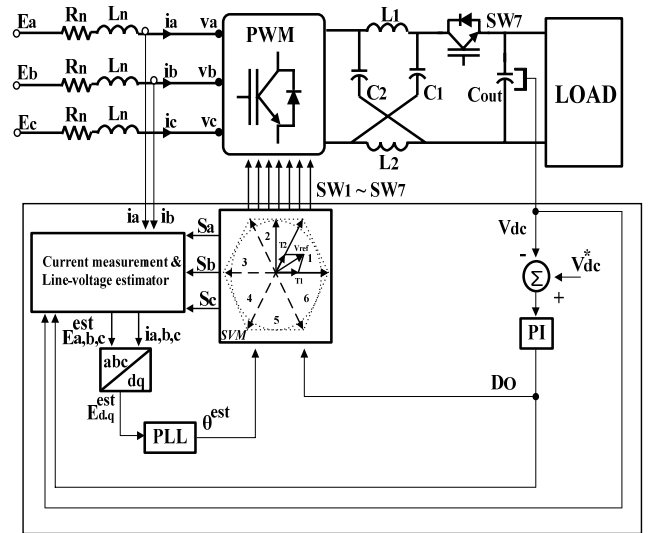 Ea Rn Ln ia va
PWM
L1
SW7
Eb Rn Ln ib vb
C2
C1
Cout
LOAD
Ec Rn Ln ic vc
L2
SW1 ~ SW7
ia ib
Vdc
Current measurement &
Line-voltage estimator
Sa
Sb
Sc
2
T2
Vref
1
3
T1
4
6
5
SVM
-
Σ
V*dc
+
PI
est
Ea,b,c
ia,b,c
abc
dq
DO
est
Ed.q
PLL
θest